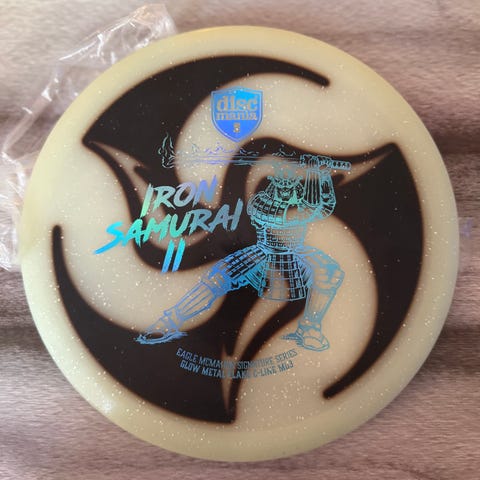 disc
mania
IRON
SAMURAI
II
EAGLE MCMAHON SIGNATURE SERIES
GLOW METAL FLAKE C-LINE MD3